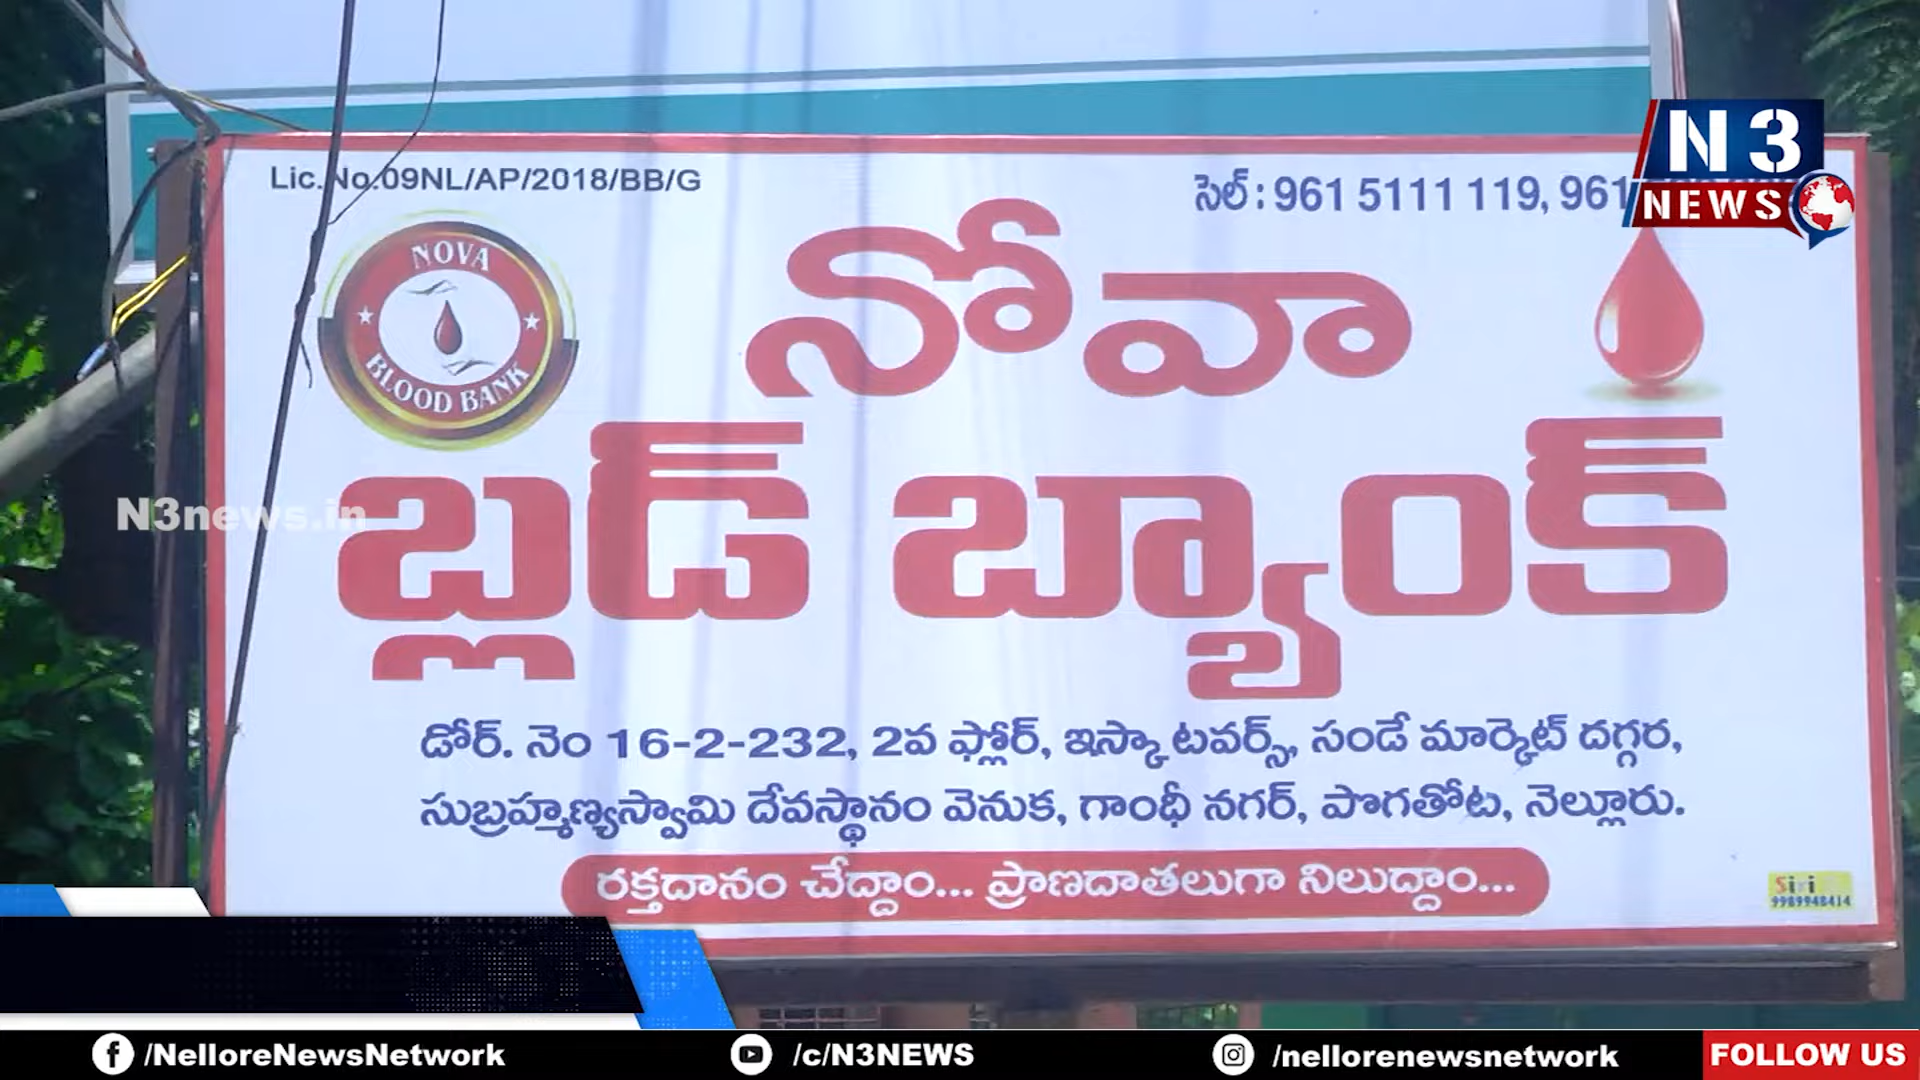 Lic.No.09NL/AP/2018/BB/G
సెల్ : 961 5111 119, 961
N 3
NEWS
NOVA
BLOOD BANK
నోవా
బ్లడ్ బ్యాంక్
N3news.in
డోర్. నెం 16-2-232, 2వ ఫ్లోర్, ఇస్కా టవర్స్, సండే మార్కెట్ దగ్గర,
సుబ్రహ్మణ్యస్వామి దేవస్థానం వెనుక, గాంధీ నగర్, పొగతోట, నెల్లూరు.
రక్తదానం చేద్దాం... ప్రాణదాతలుగా నిలుద్దాం...
Siri
9989948414
/NelloreNewsNetwork
/c/N3NEWS
/nellorenewsnetwork
FOLLOW US